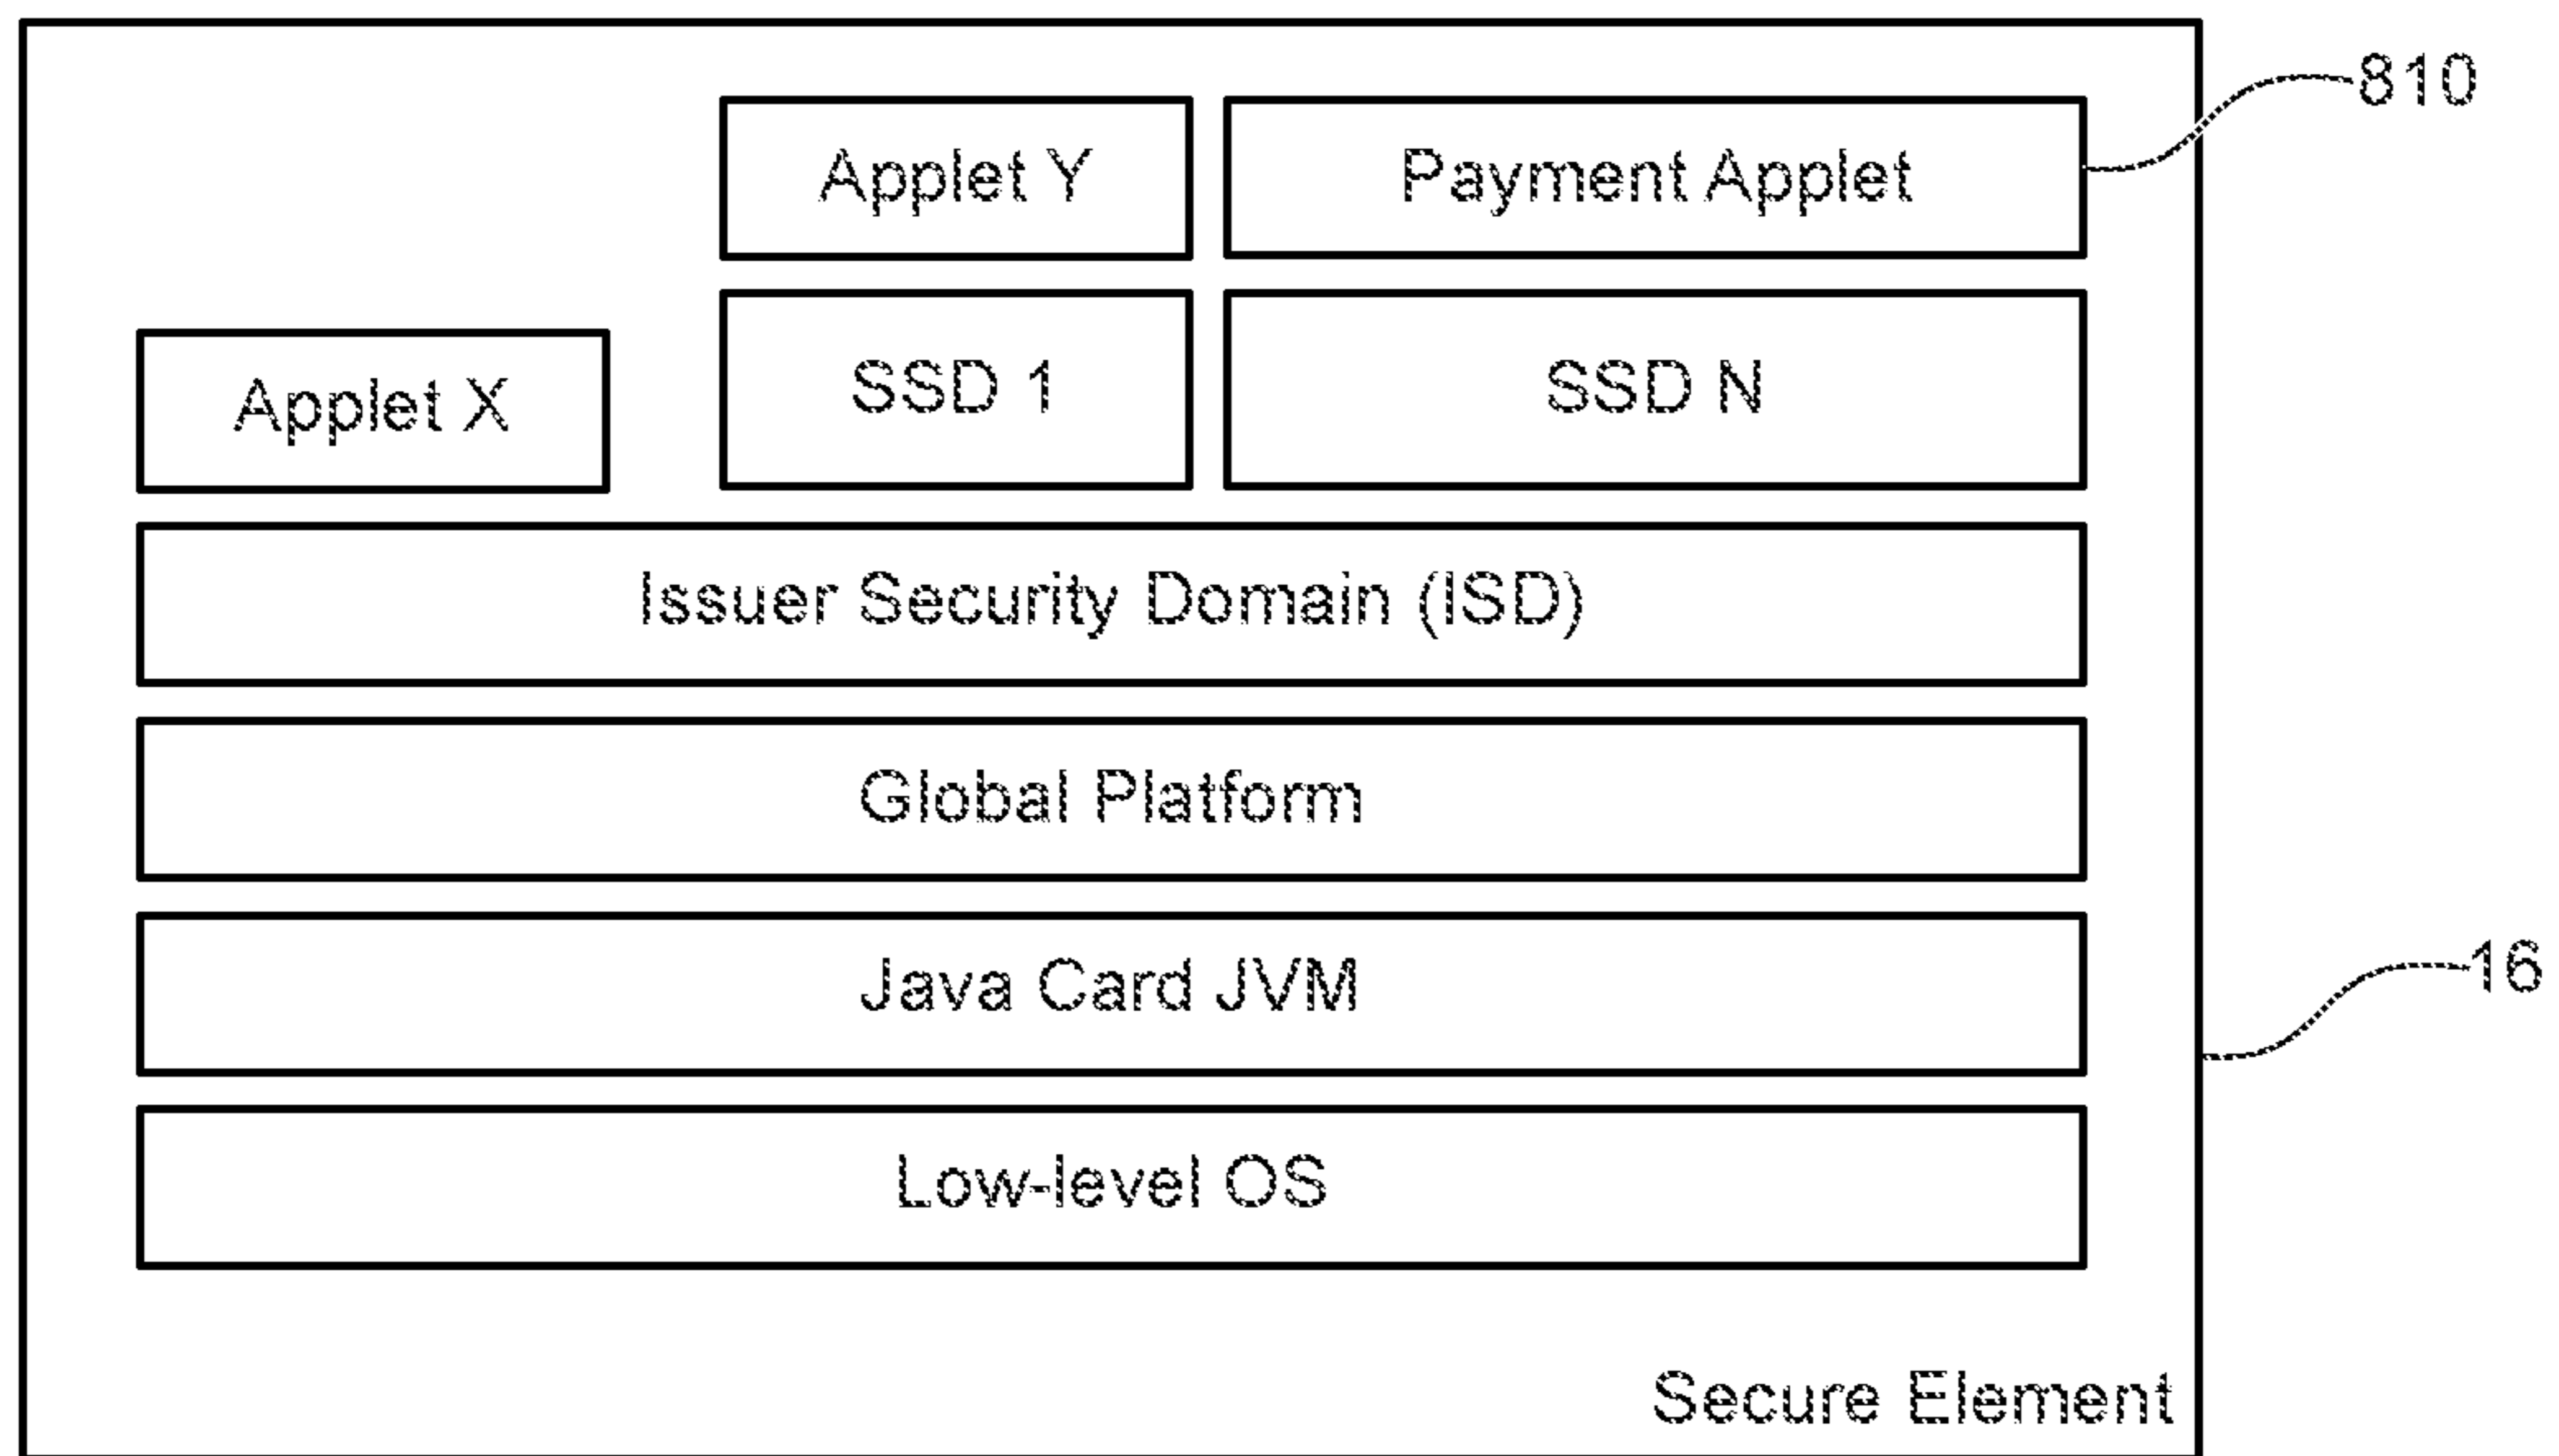 810
Applet Y
Payment Applet
Applet X
SSD 1
SSD N
Issuer Security Domain (ISD)
Global Platform
Java Card JVM
16
Low-level OS
Secure Element